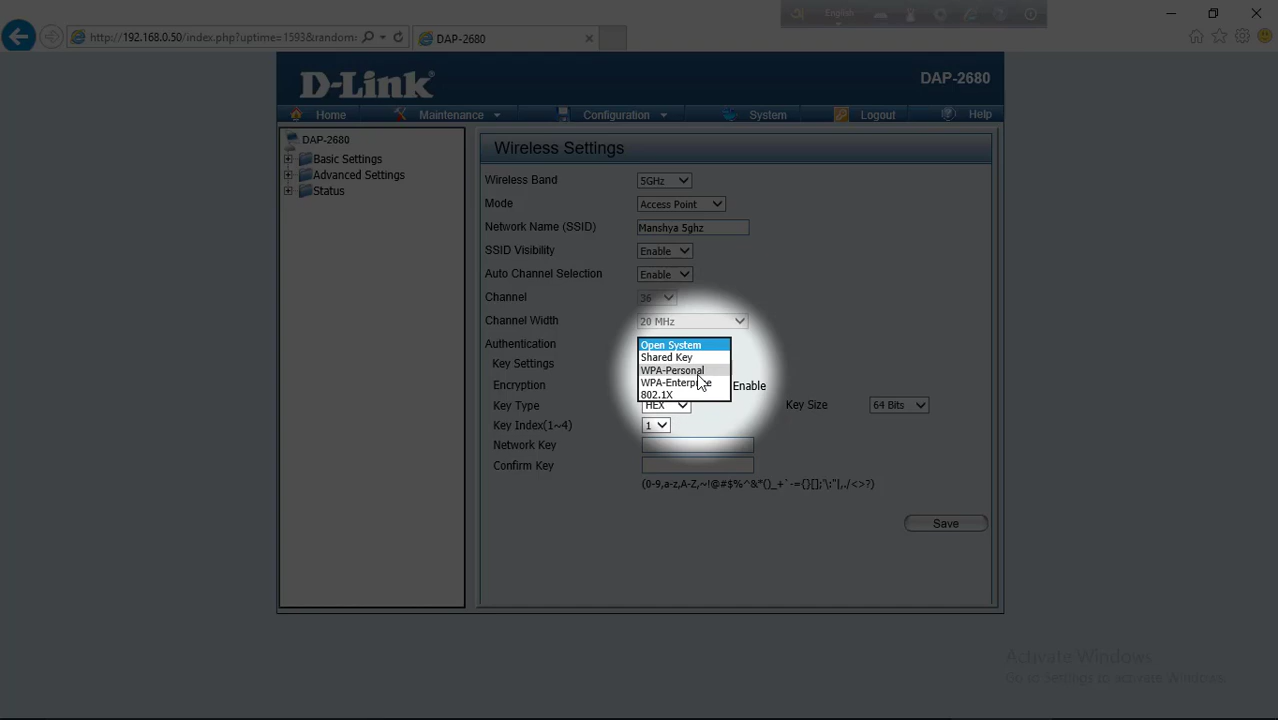 English
http://192.168.0.50/index.php?uptime=1593&random:
DAP-2680
D-Link
DAP-2680
Home
Maintenance
Configuration
System
Logout
Help
DAP-2680
Basic Settings
Advanced Settings
Status
Wireless Settings
Wireless Band 5GHz
Mode Access Point
Network Name (SSID) Manshya 5ghz
SSID Visibility Enable
Auto Channel Selection Enable
Channel 36
Channel Width 20 MHz
Authentication Open System
Shared Key
WPA-Personal
WPA-Enterprise
802.1X
Key Settings
Encryption Enable
Key Type HEX Key Size 64 Bits
Key Index(1~4) 1
Network Key
Confirm Key
(0-9,a-z,A-Z,~!@#$%^&*()_+`-={}[];'\:"|,./<>?)
Save
Activate Windows
Go to Settings to activate Windows.